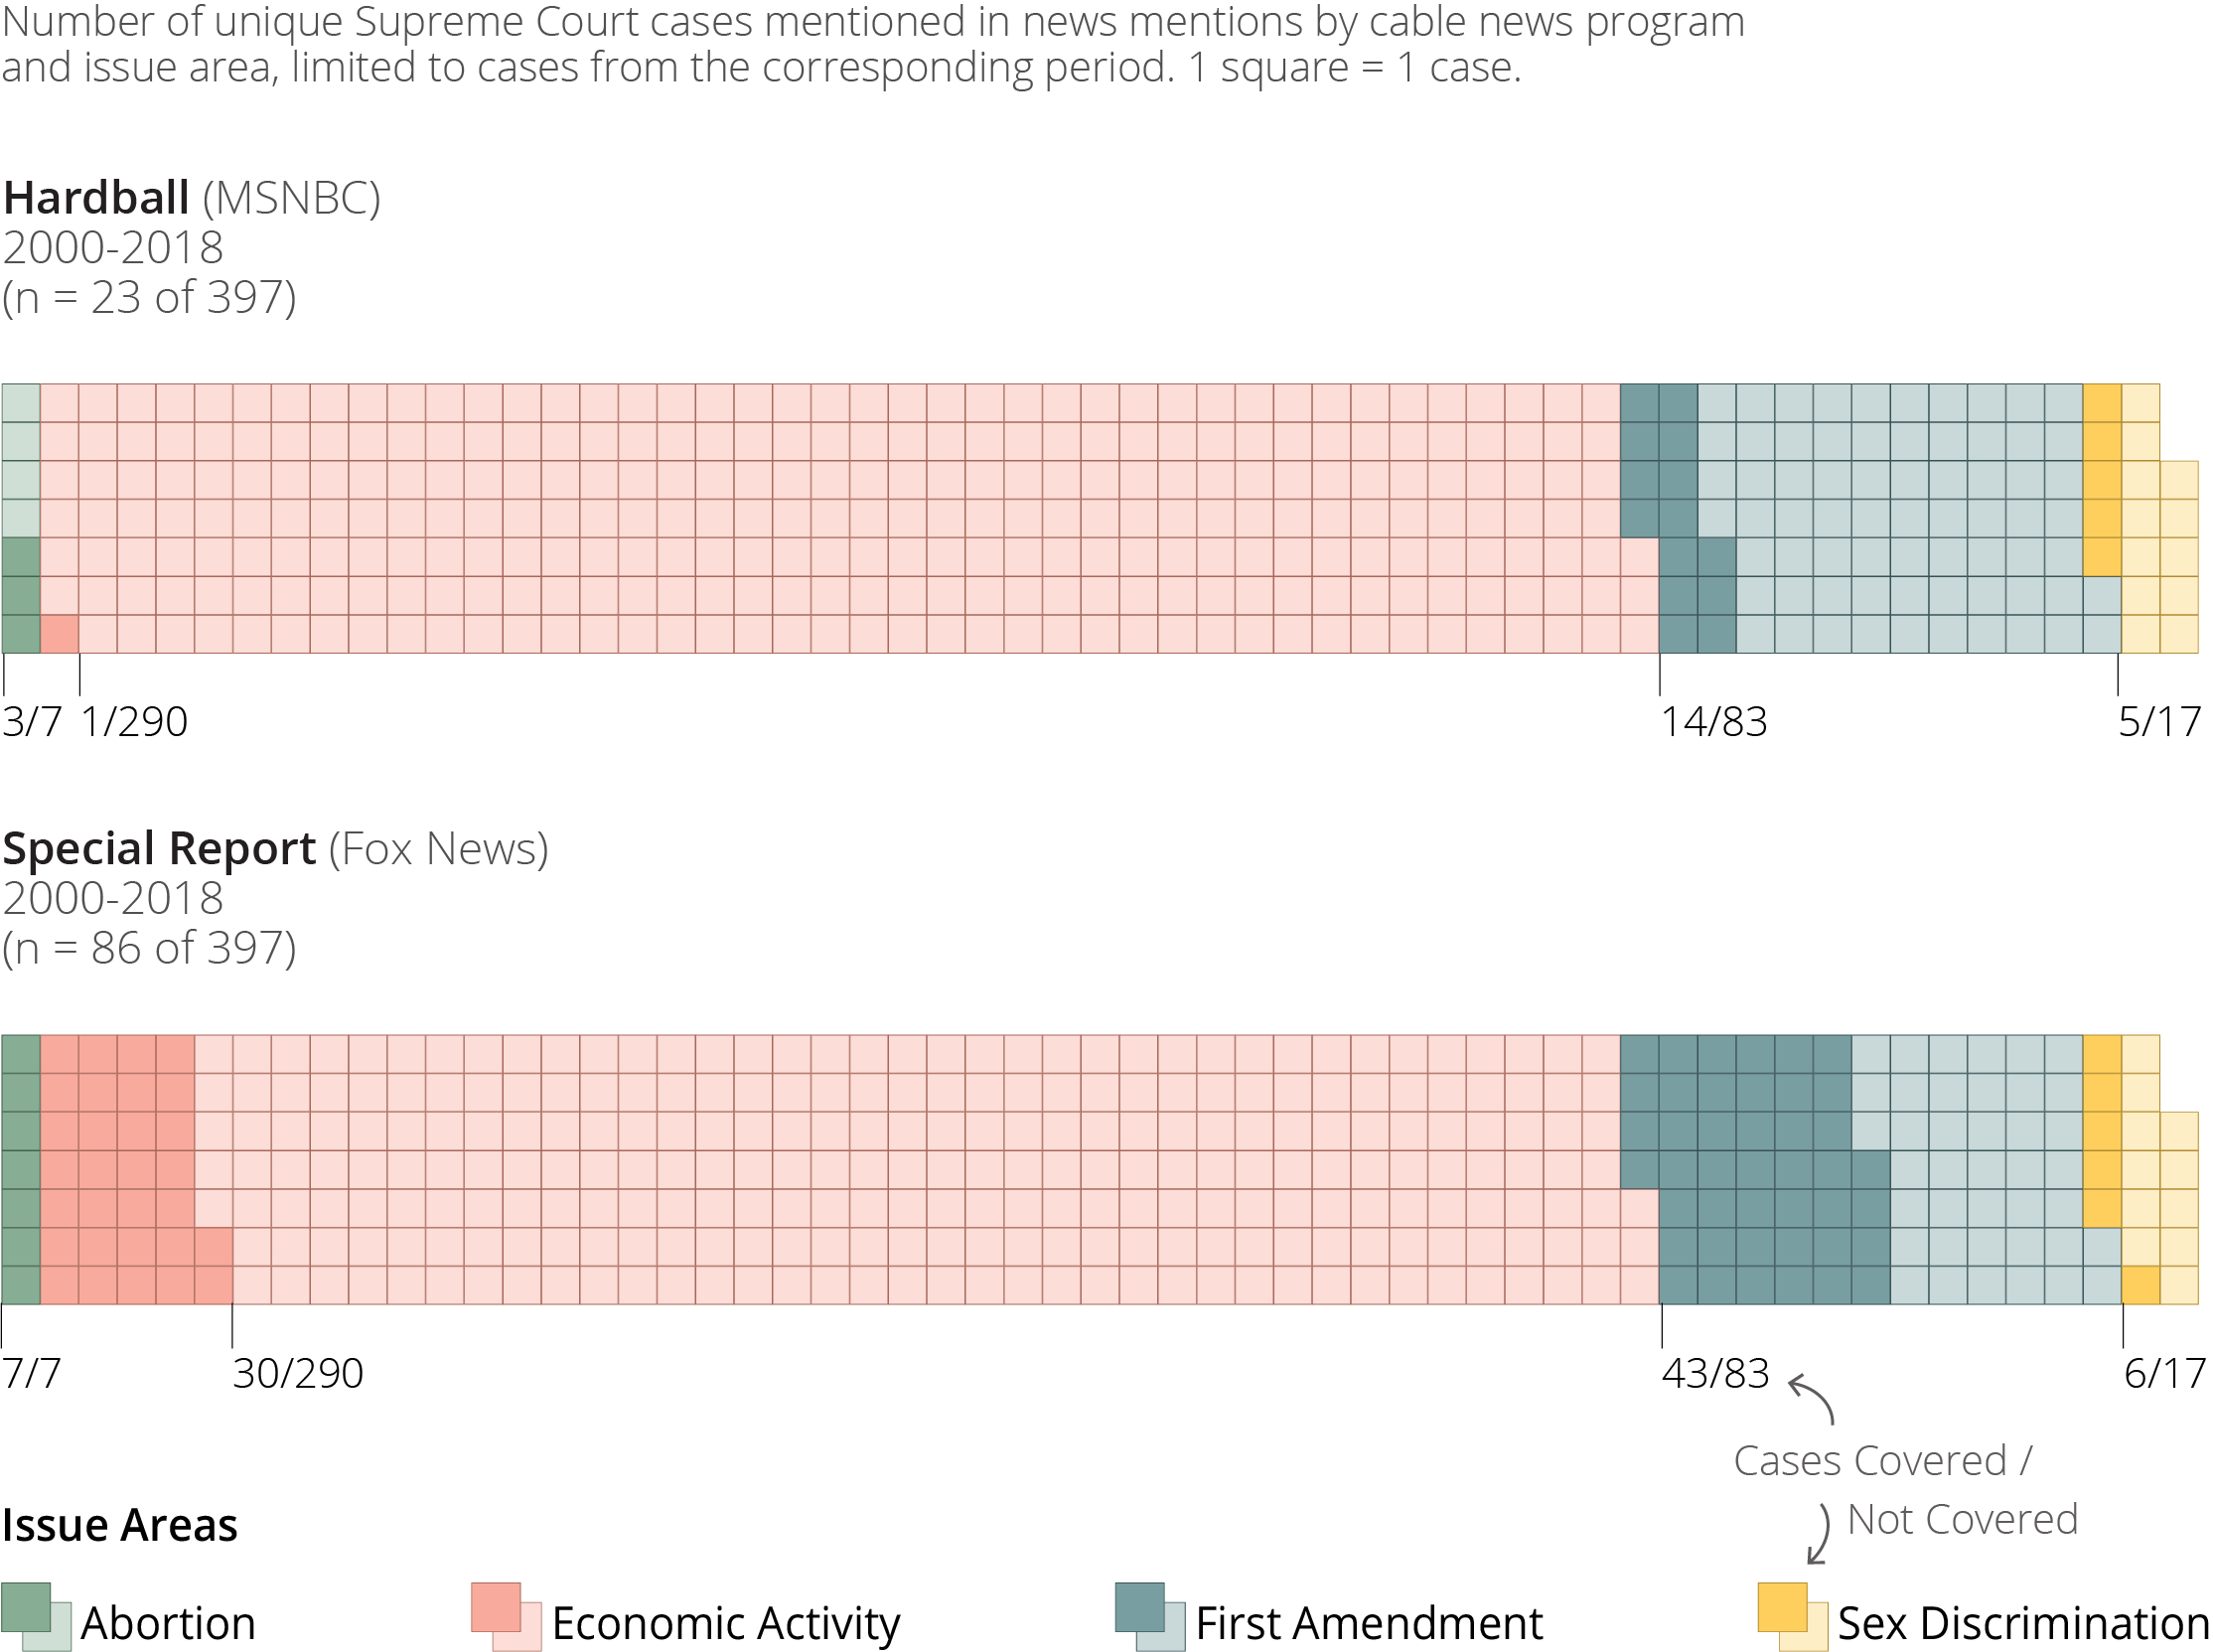 Number of unique Supreme Court cases mentioned in news mentions by cable news program
and issue area, limited to cases from the corresponding period. 1 square = 1 case.
Hardball (MSNBC)
2000-2018
(n = 23 of 397)
3/7 1/290 14/83 5/17
Special Report (Fox News)
2000-2018
(n = 86 of 397)
7/7 30/290 43/83 6/17
Cases Covered /
Not Covered
Issue Areas
Abortion Economic Activity First Amendment Sex Discrimination